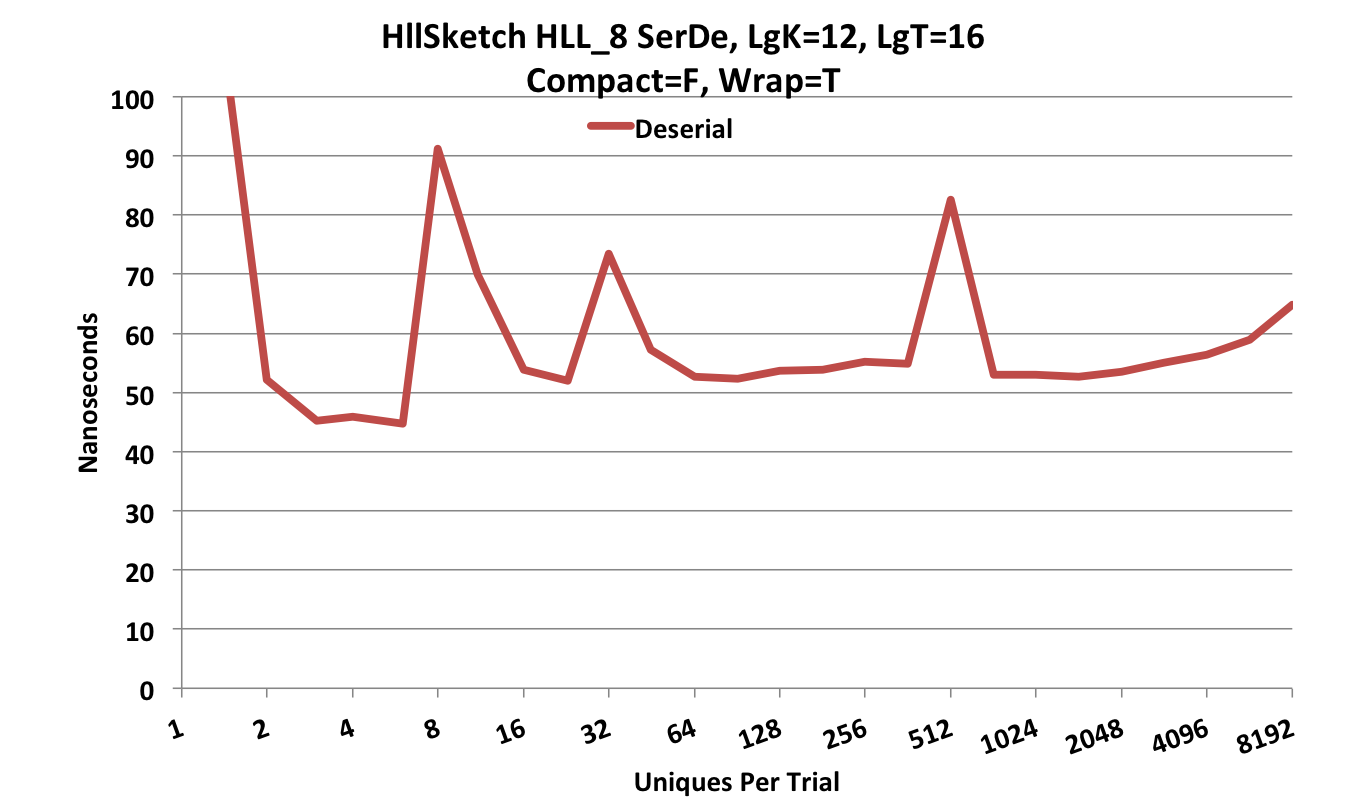 HllSketch HLL_8 SerDe, LgK=12, LgT=16
Compact=F, Wrap=T
Deserial
100
90
80
70
60
50
40
30
20
10
0
Nanoseconds
1 2 4 8 16 32 64 128 256 512 1024 2048 4096 8192
Uniques Per Trial